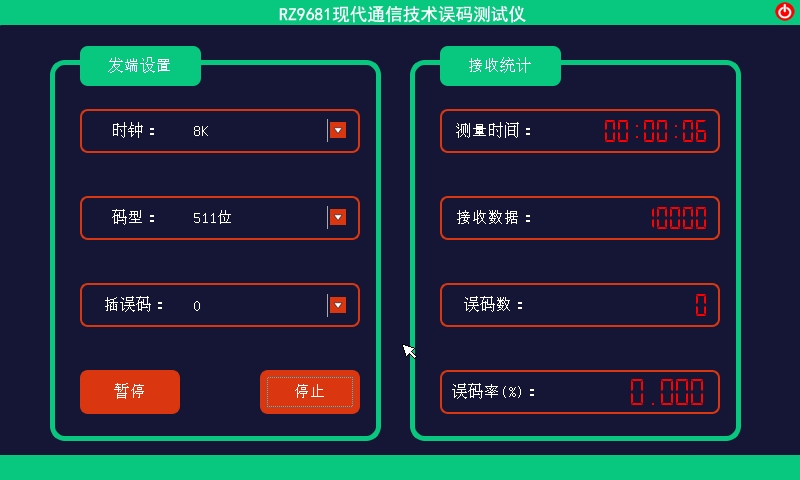 RZ9681现代通信技术误码测试仪
发端设置
时钟： 8K
码型： 511位
插误码： 0
暂停 停止
接收统计
测量时间： 00:00:06
接收数据： 10000
误码数： 0
误码率(%)： 0.000